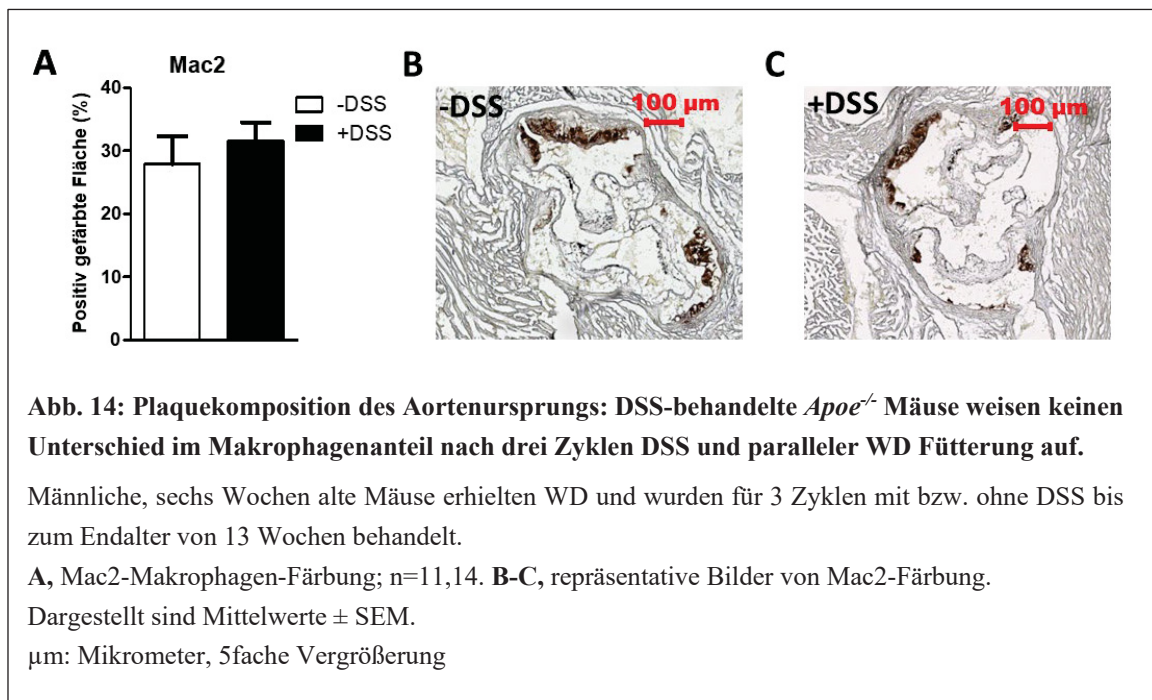 A
Mac2
Positiv gefärbte Fläche (%)
40
30
20
10
0
-DSS
+DSS
B
-DSS
100 µm
C
+DSS
100 µm
Abb. 14: Plaquekomposition des Aortenursprungs: DSS-behandelte Apoe-/- Mäuse weisen keinen
Unterschied im Makrophagenanteil nach drei Zyklen DSS und paralleler WD Fütterung auf.
Männliche, sechs Wochen alte Mäuse erhielten WD und wurden für 3 Zyklen mit bzw. ohne DSS bis
zum Endalter von 13 Wochen behandelt.
A, Mac2-Makrophagen-Färbung; n=11,14. B-C, repräsentative Bilder von Mac2-Färbung.
Dargestellt sind Mittelwerte ± SEM.
µm: Mikrometer, 5fache Vergrößerung